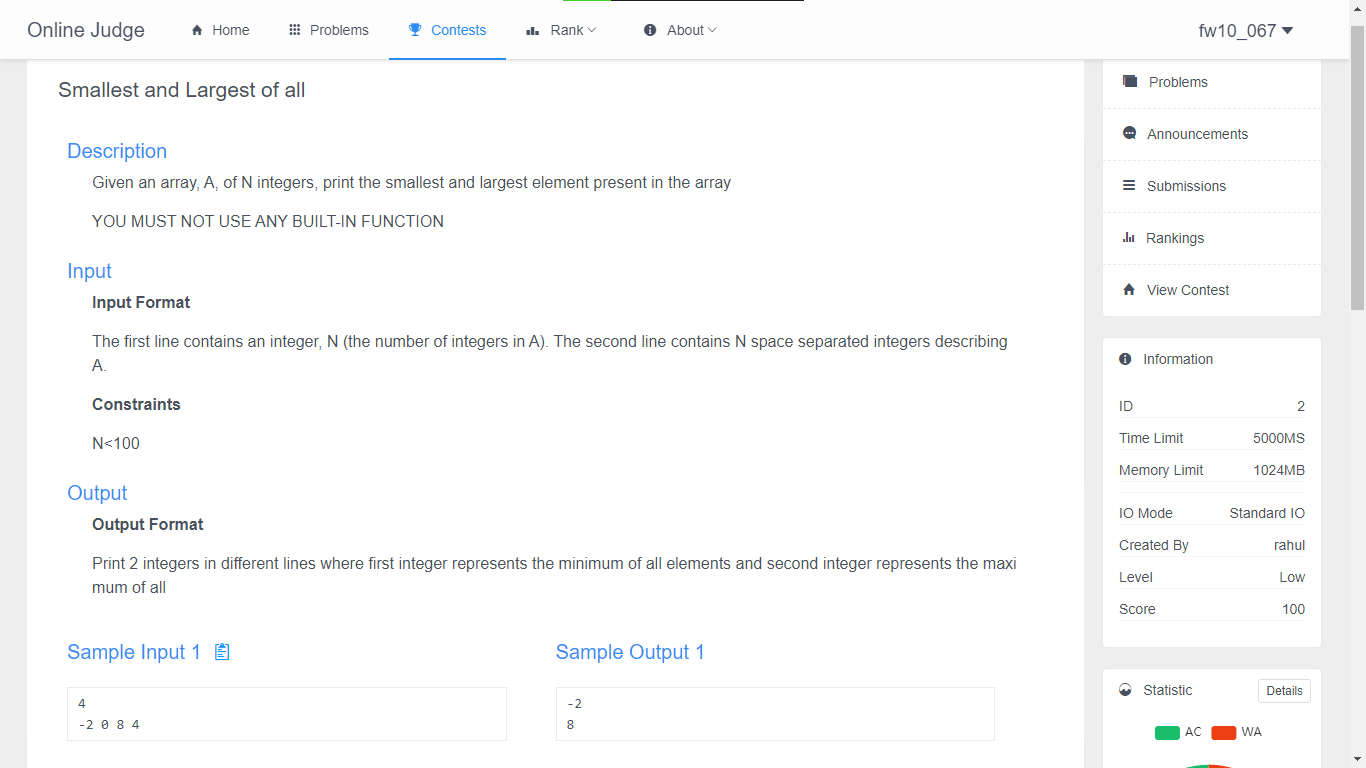 Online Judge
Home
Problems
Contests
Rank
About
fw10_067
Smallest and Largest of all
Description
Given an array, A, of N integers, print the smallest and largest element present in the array
YOU MUST NOT USE ANY BUILT-IN FUNCTION
Input
Input Format
The first line contains an integer, N (the number of integers in A). The second line contains N space separated integers describing
A.
Constraints
N<100
Output
Output Format
Print 2 integers in different lines where first integer represents the minimum of all elements and second integer represents the maxi
mum of all
Sample Input 1
4
-2 0 8 4
Sample Output 1
-2
8
Problems
Announcements
Submissions
Rankings
View Contest
Information
ID 2
Time Limit 5000MS
Memory Limit 1024MB
IO Mode Standard IO
Created By rahul
Level Low
Score 100
Statistic Details
AC WA